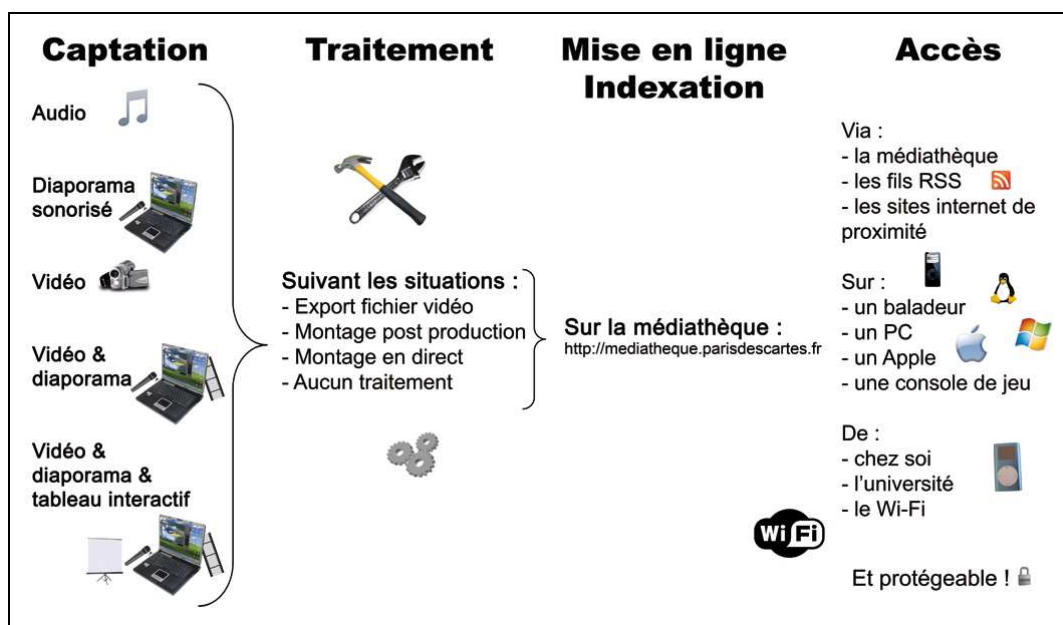 Captation
Audio
Diaporama
sonorisé
Vidéo
Vidéo &
diaporama
Vidéo &
diaporama &
tableau interactif
Traitement
Suivant les situations :
- Export fichier vidéo
- Montage post production
- Montage en direct
- Aucun traitement
Mise en ligne
Indexation
Sur la médiathèque :
http://mediatheque.parisdescartes.fr
Wi Fi
Accès
Via :
- la médiathèque
- les fils RSS
- les sites internet de
proximité
Sur :
- un baladeur
- un PC
- un Apple
- une console de jeu
De :
- chez soi
- l'université
- le Wi-Fi
Et protégeable !